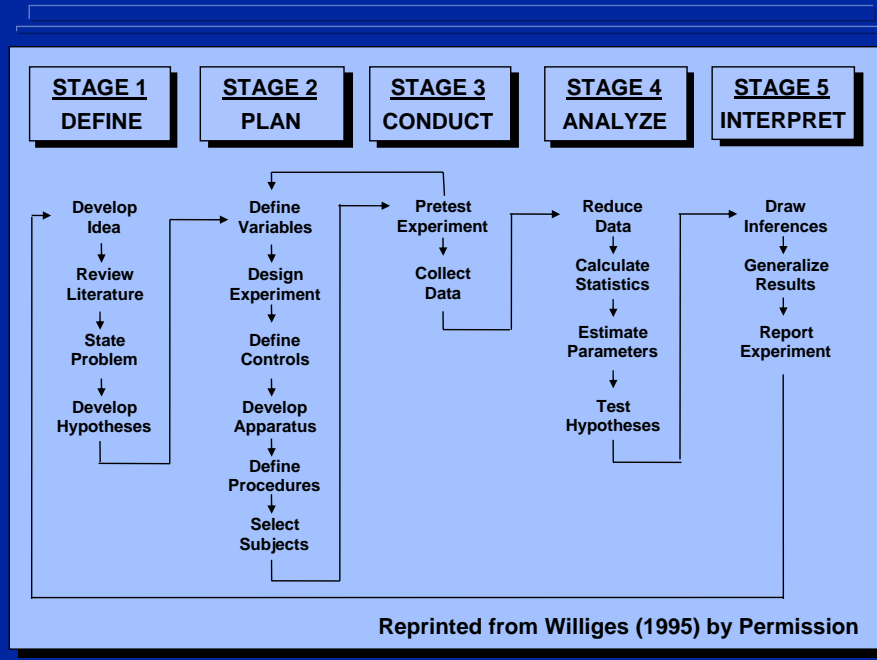 STAGE 1
DEFINE
STAGE 2
PLAN
STAGE 3
CONDUCT
STAGE 4
ANALYZE
STAGE 5
INTERPRET
Develop
Idea
Review
Literature
State
Problem
Develop
Hypotheses
Define
Variables
Design
Experiment
Define
Controls
Develop
Apparatus
Define
Procedures
Select
Subjects
Pretest
Experiment
Collect
Data
Reduce
Data
Calculate
Statistics
Estimate
Parameters
Test
Hypotheses
Draw
Inferences
Generalize
Results
Report
Experiment
Reprinted from Williges (1995) by Permission